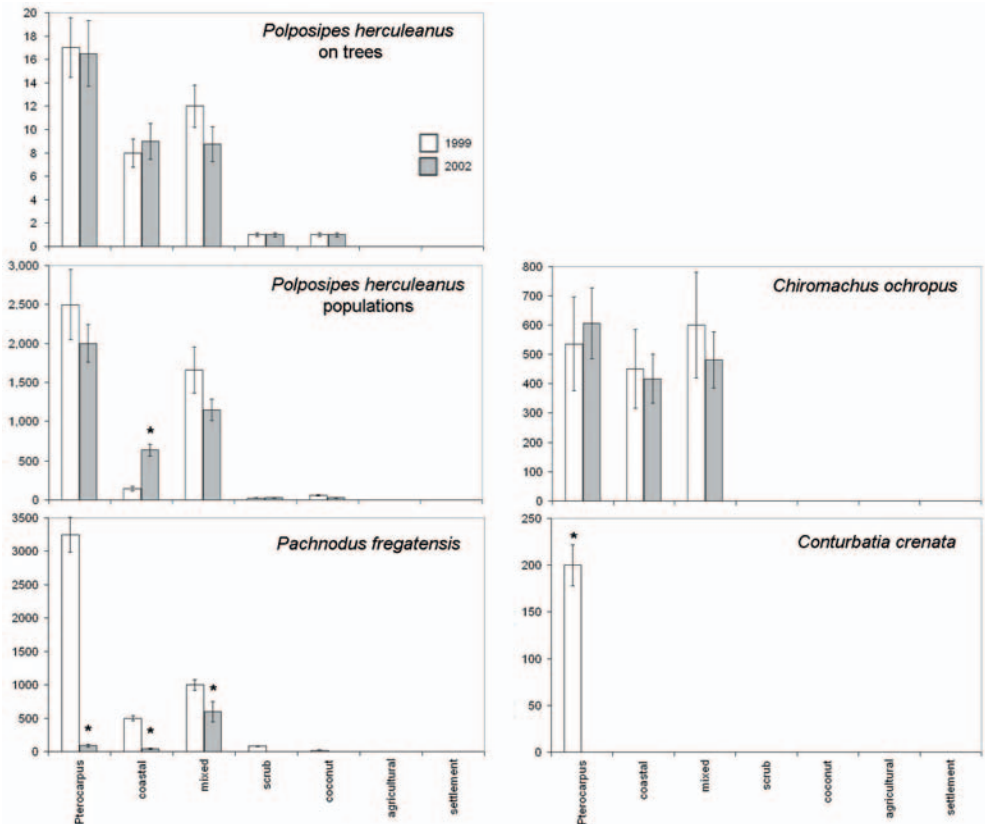 Polposipes herculeanus
on trees
20
18
16
14
12
10
8
6
4
2
0
1999
2002
Polposipes herculeanus
populations
3,000
2,500
2,000
1,500
1,000
500
0
*
Chiromachus ochropus
800
700
600
500
400
300
200
100
0
Pachnodus fregatensis
3500
3000
2500
2000
1500
1000
500
0
*
*
*
Pterocarpus
coastal
mixed
scrub
coconut
agricultural
settlement
Conturbatia crenata
250
200
150
100
50
0
*
Pterocarpus
coastal
mixed
scrub
coconut
agricultural
settlement